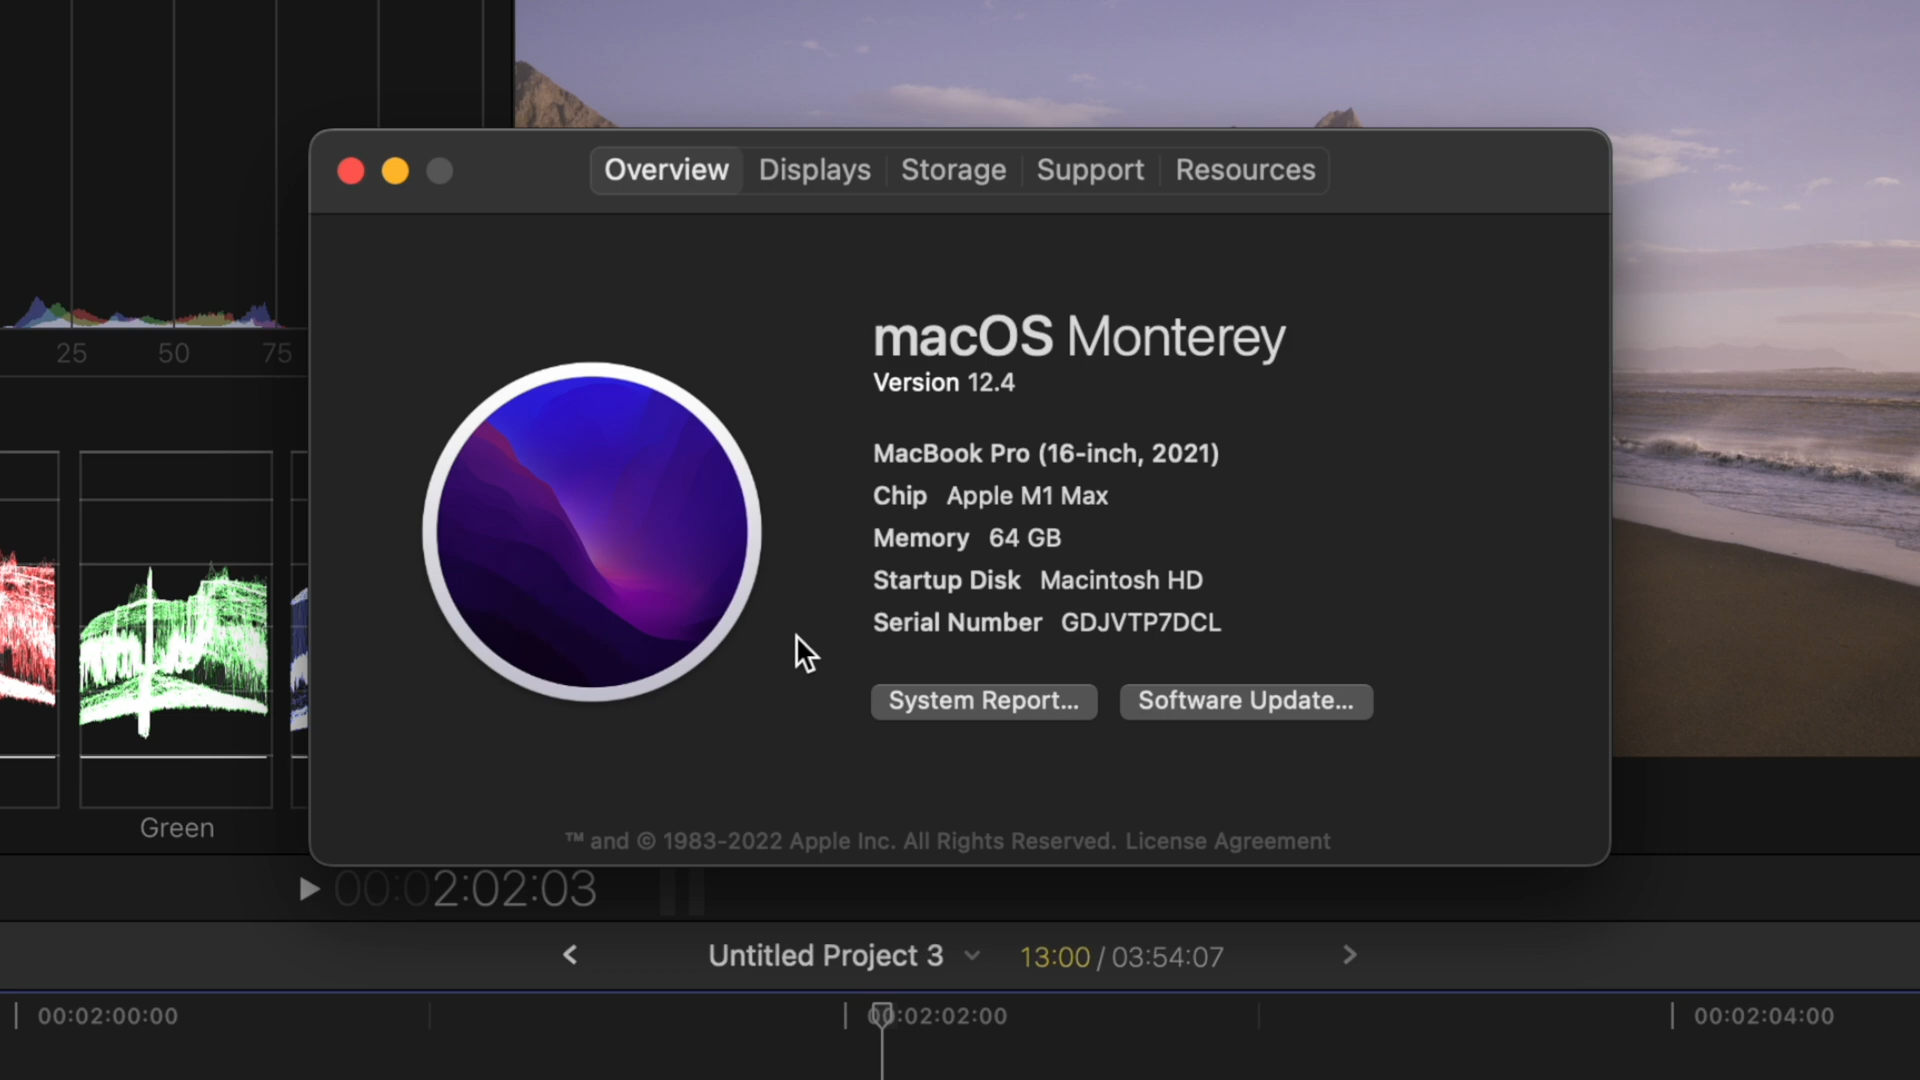 Overview Displays Storage Support Resources
macOS Monterey
Version 12.4
25 50 75
MacBook Pro (16-inch, 2021)
Chip Apple M1 Max
Memory 64 GB
Startup Disk Macintosh HD
Serial Number GDJVTP7DCL
System Report... Software Update...
Green
™ and © 1983-2022 Apple Inc. All Rights Reserved. License Agreement
00:02:02:03
Untitled Project 3 13:00 / 03:54:07
00:02:00:00 00:02:02:00 00:02:04:00